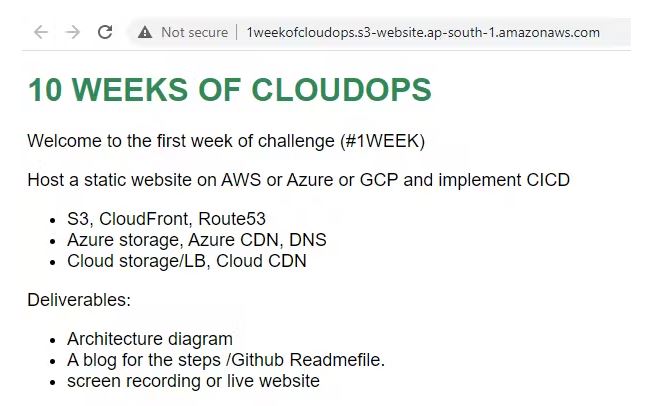 Not secure | 1weekofcloudops.s3-website.ap-south-1.amazonaws.com
10 WEEKS OF CLOUDOPS
Welcome to the first week of challenge (#1WEEK)
Host a static website on AWS or Azure or GCP and implement CICD
• S3, CloudFront, Route53
• Azure storage, Azure CDN, DNS
• Cloud storage/LB, Cloud CDN
Deliverables:
• Architecture diagram
• A blog for the steps /Github Readmefile.
• screen recording or live website